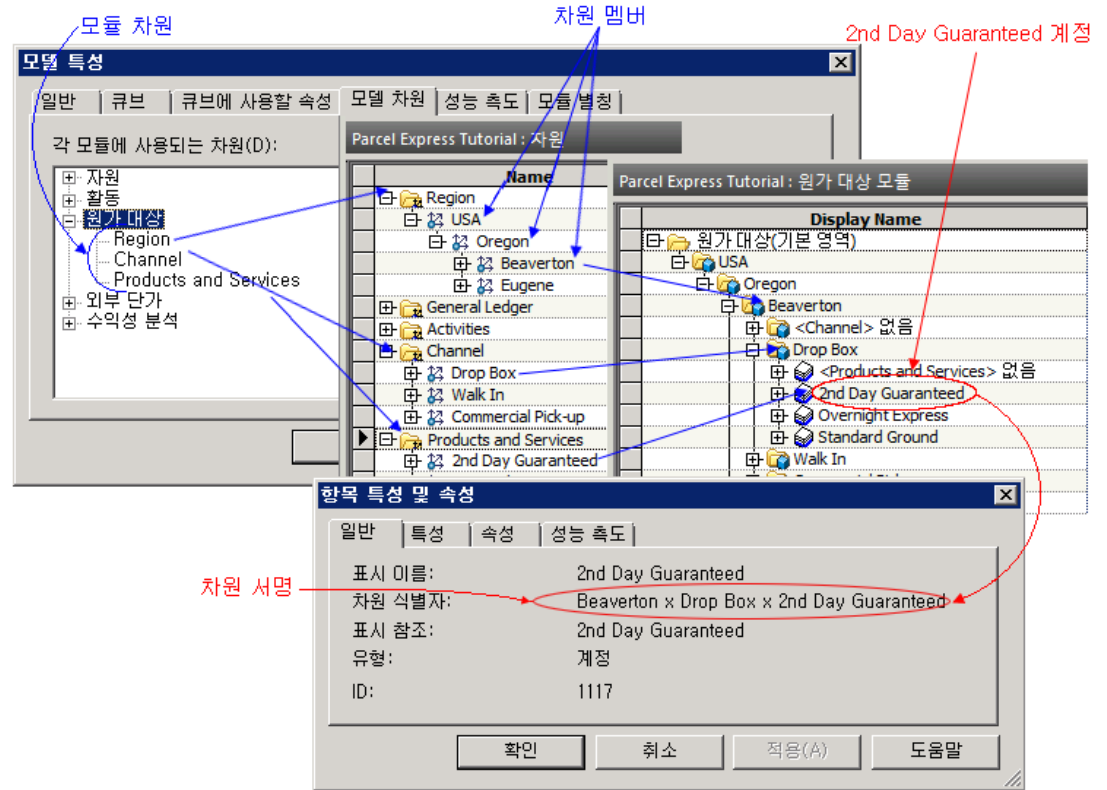 모듈 차원
차원 멤버
2nd Day Guaranteed 계정
모델 특성
일반
큐브
큐브에 사용할 속성
모델 차원
성능 측도
모듈 별칭
각 모듈에 사용되는 차원(D):
자원
활동
원가 대상
Region
Channel
Products and Services
외부 단가
수익성 분석
Parcel Express Tutorial : 차원
Name
Region
USA
Oregon
Beaverton
Eugene
General Ledger
Activities
Channel
Drop Box
Walk In
Commercial Pick-up
Products and Services
2nd Day Guaranteed
Parcel Express Tutorial : 원가 대상 모듈
Display Name
원가 대상(기본 영역)
USA
Oregon
Beaverton
<Channel> 없음
Drop Box
<Products and Services> 없음
2nd Day Guaranteed
Overnight Express
Standard Ground
Walk In
항목 특성 및 속성
일반
특성
속성
성능 측도
차원 서명
표시 이름: 2nd Day Guaranteed
차원 식별자: Beaverton x Drop Box x 2nd Day Guaranteed
표시 참조: 2nd Day Guaranteed
유형: 계정
ID: 1117
확인
취소
적용(A)
도움말